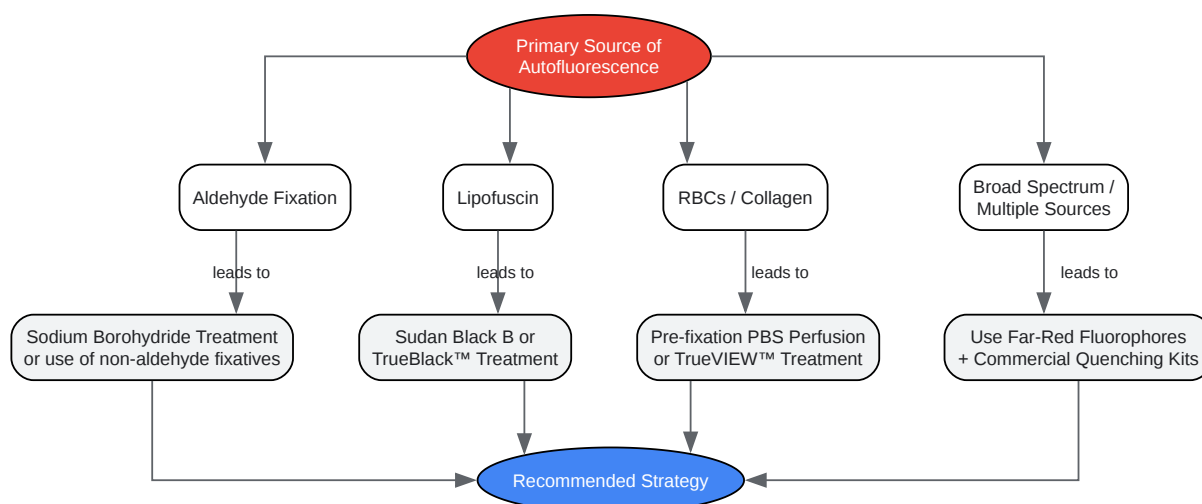 Primary Source of
Autofluorescence
Aldehyde Fixation
Lipofuscin
RBCs / Collagen
Broad Spectrum /
Multiple Sources
leads to
leads to
leads to
leads to
Sodium Borohydride Treatment
or use of non-aldehyde fixatives
Sudan Black B or
TrueBlack™ Treatment
Pre-fixation PBS Perfusion
or TrueVIEW™ Treatment
Use Far-Red Fluorophores
+ Commercial Quenching Kits
Recommended Strategy